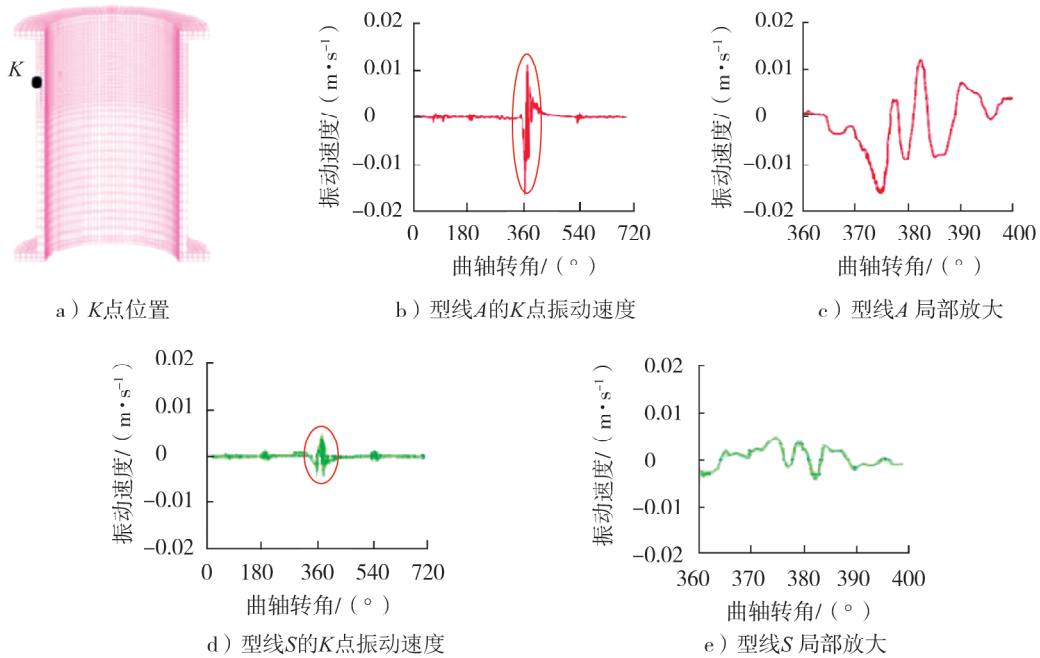 K
a）K点位置
振动速度/（m·s⁻¹）
0.02
0.01
0
−0.01
−0.02
0 180 360 540 720
曲轴转角/（°）
b）型线A的K点振动速度
振动速度/（m·s⁻¹）
0.02
0.01
0
−0.01
−0.02
360 370 380 390 400
曲轴转角/（°）
c）型线A 局部放大
振动速度/（m·s⁻¹）
0.02
0.01
0
−0.01
−0.02
0 180 360 540 720
曲轴转角/（°）
d）型线S的K点振动速度
振动速度/（m·s⁻¹）
0.02
0.01
0
−0.01
−0.02
360 370 380 390 400
曲轴转角/（°）
e）型线S 局部放大